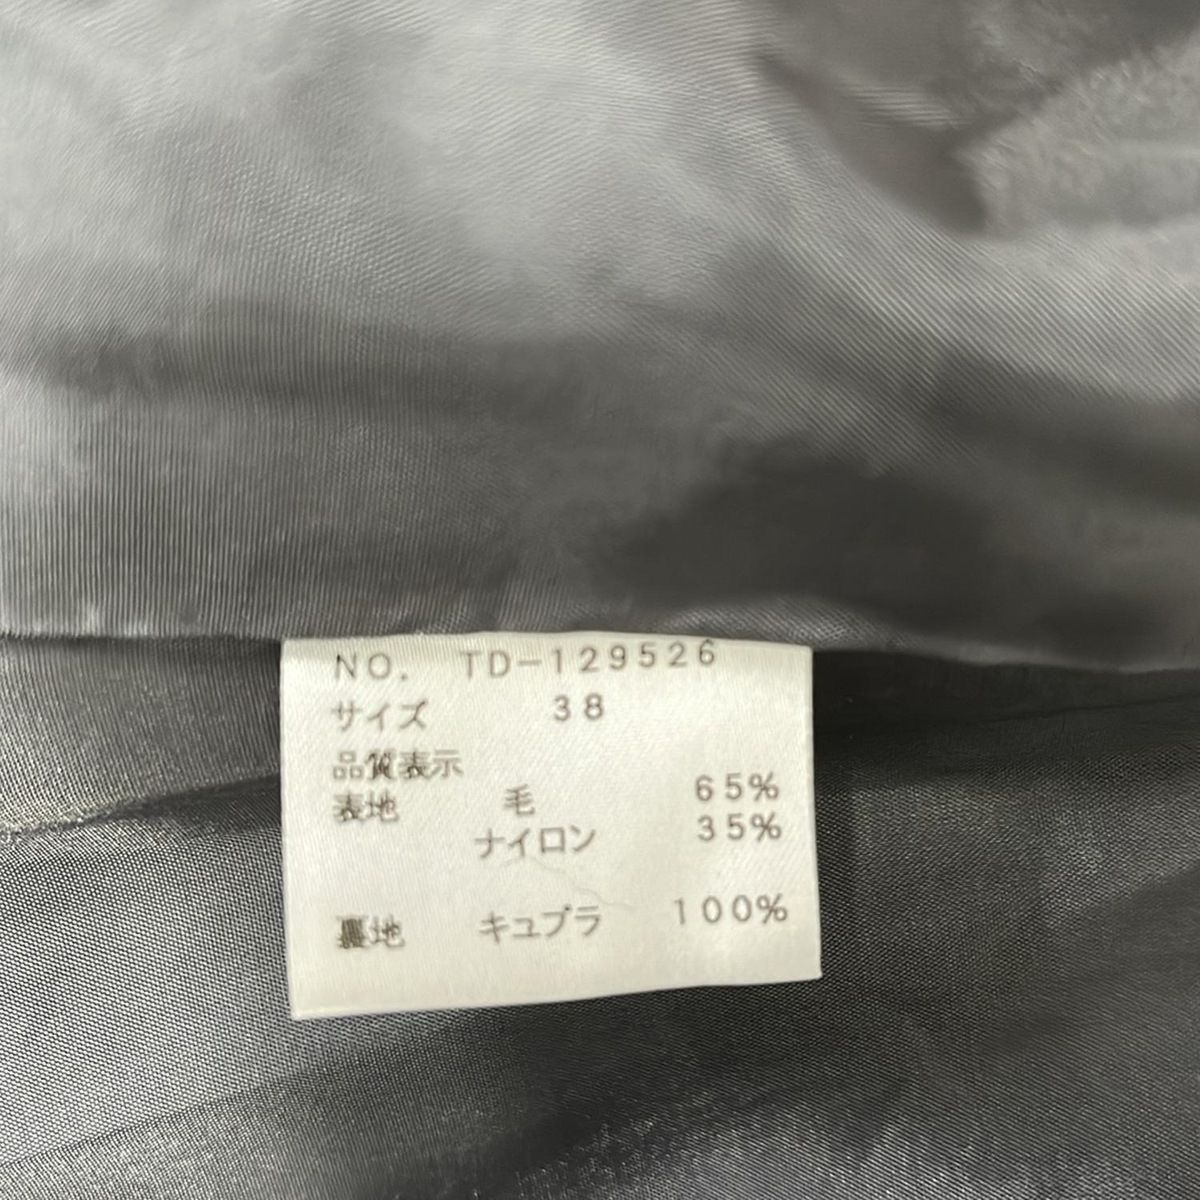 NO. TD-129526
サイズ 38
品質表示
表地 毛 65%
ナイロン 35%
裏地 キュプラ 100%